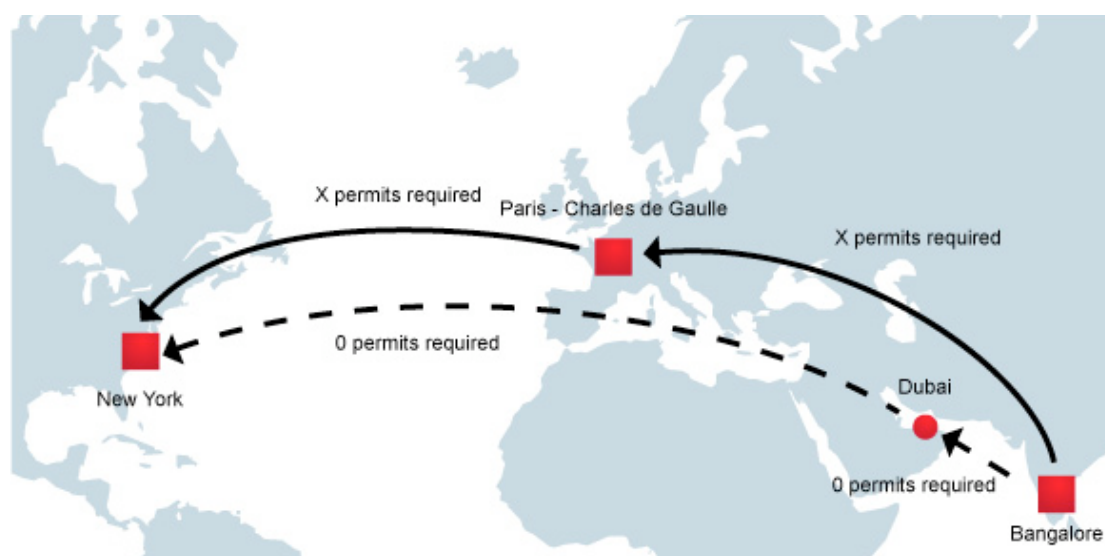 X permits required
Paris - Charles de Gaulle
X permits required
0 permits required
New York
Dubai
0 permits required
Bangalore